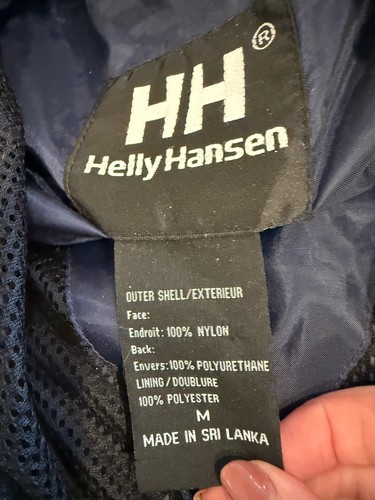 HH®
Helly Hansen
OUTER SHELL/EXTERIEUR
Face:
Endroit: 100% NYLON
Back:
Envers: 100% POLYURETHANE
LINING/DOUBLURE
100% POLYESTER
M
MADE IN SRI LANKA